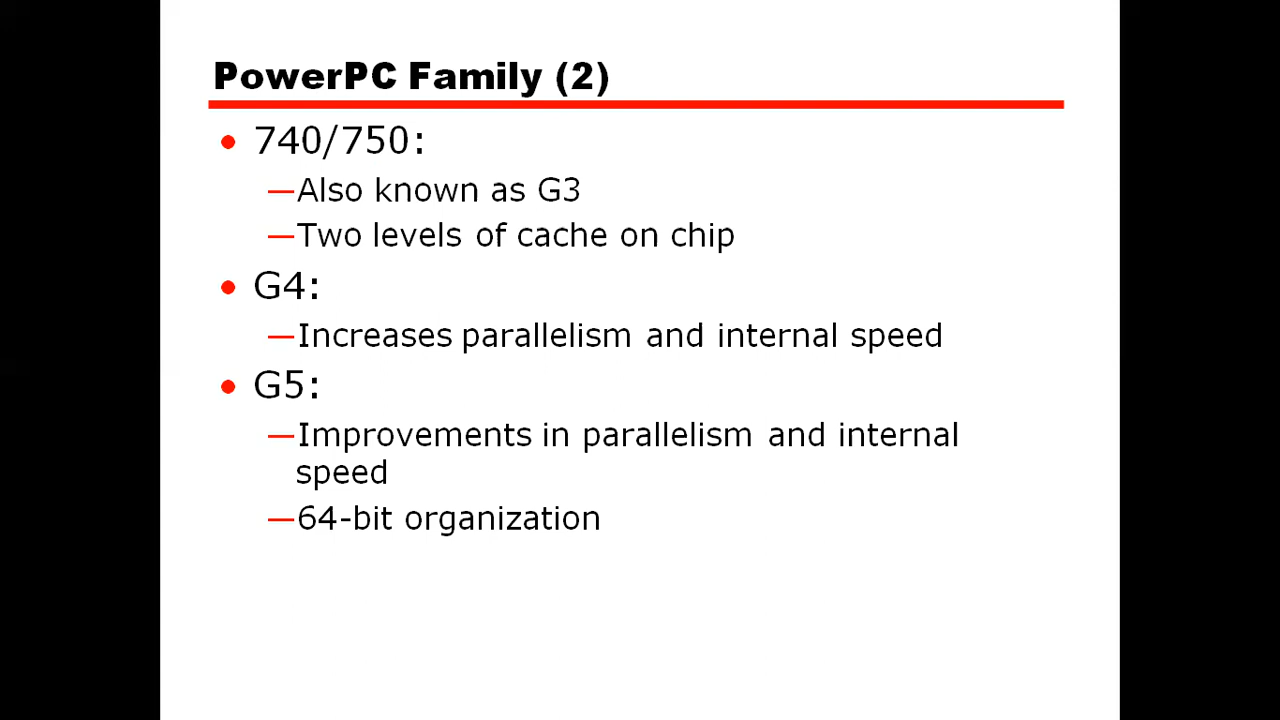 PowerPC Family (2)
• 740/750:
—Also known as G3
—Two levels of cache on chip
• G4:
—Increases parallelism and internal speed
• G5:
—Improvements in parallelism and internal
speed
—64-bit organization